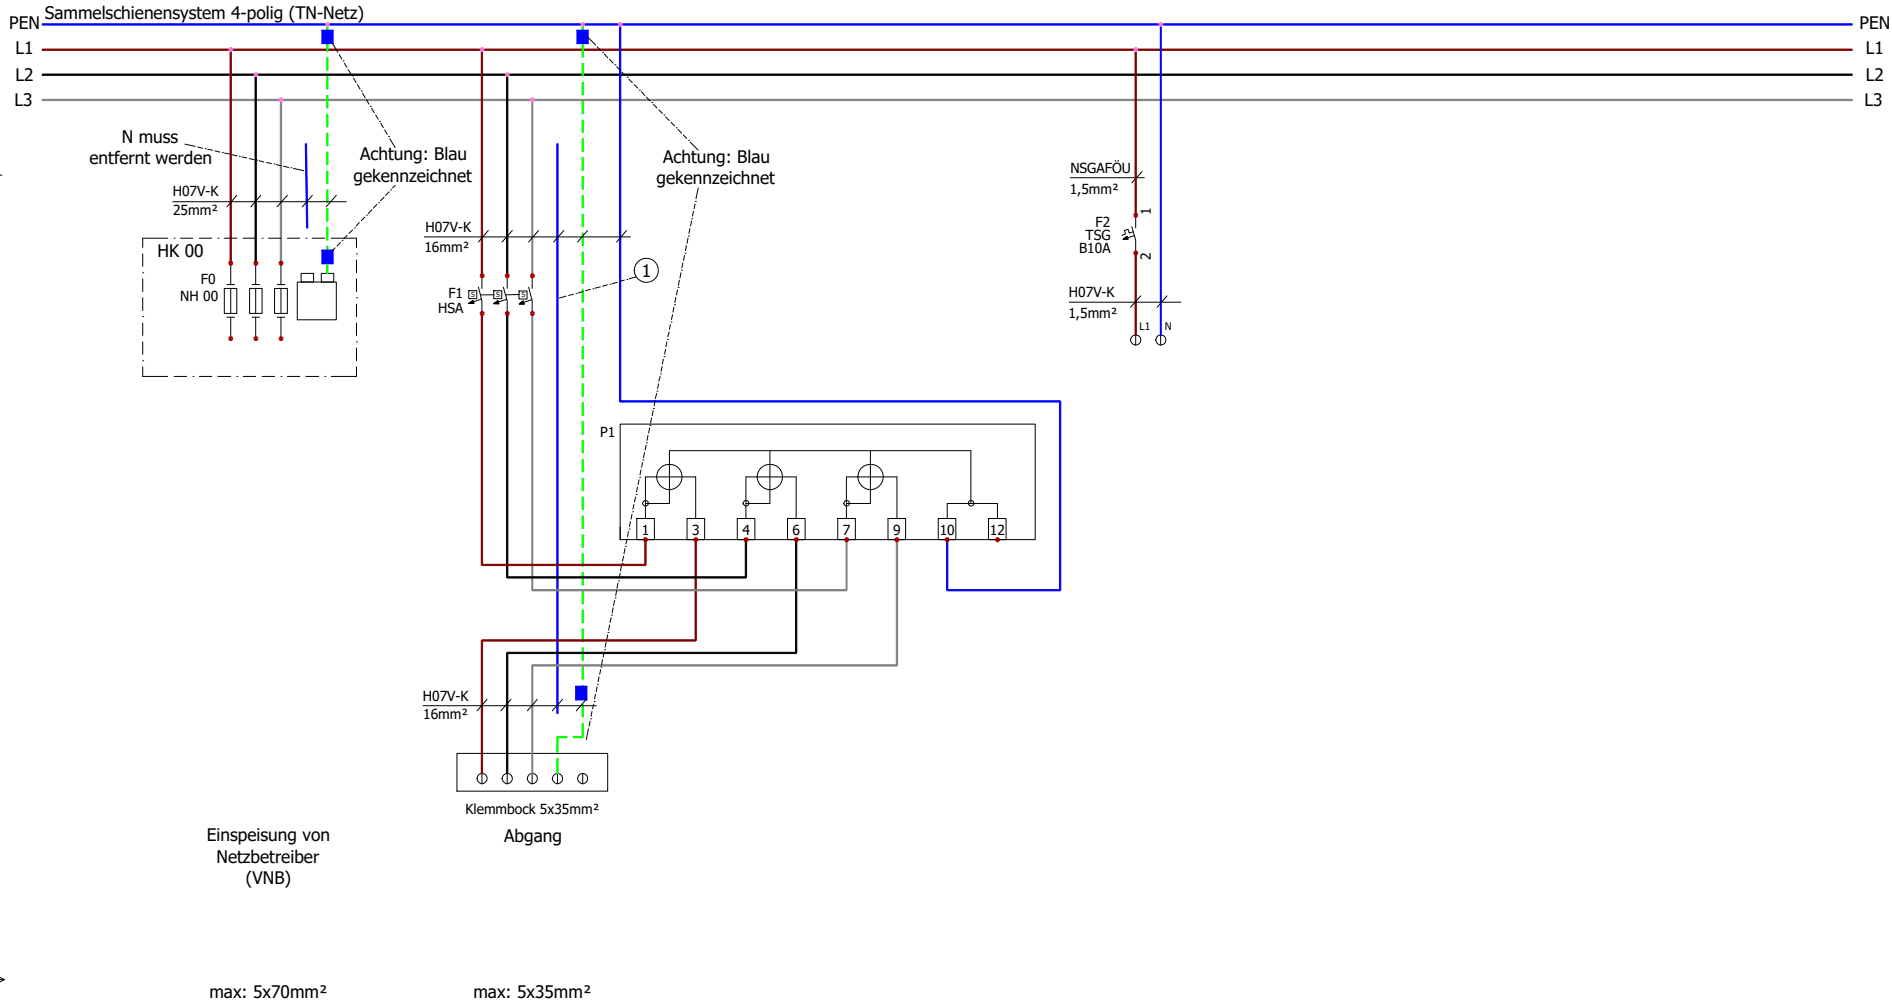 Sammelschienensystem 4-polig (TN-Netz)
PEN
PEN
L1
L1
L2
L2
L3
L3
N muss
entfernt werden
Achtung: Blau
gekennzeichnet
Achtung: Blau
gekennzeichnet
NSGAFÖU
1,5mm²
H07V-K
25mm²
H07V-K
16mm²
1
F2
TSG
B10A
2
HK 00
1
F0
NH 00
F1
HSA
S
S
S
H07V-K
1,5mm²
L1
N
P1
1
3
4
6
7
9
10
12
H07V-K
16mm²
Klemmbock 5x35mm²
Einspeisung von
Netzbetreiber
(VNB)
Abgang
max: 5x70mm²
max: 5x35mm²